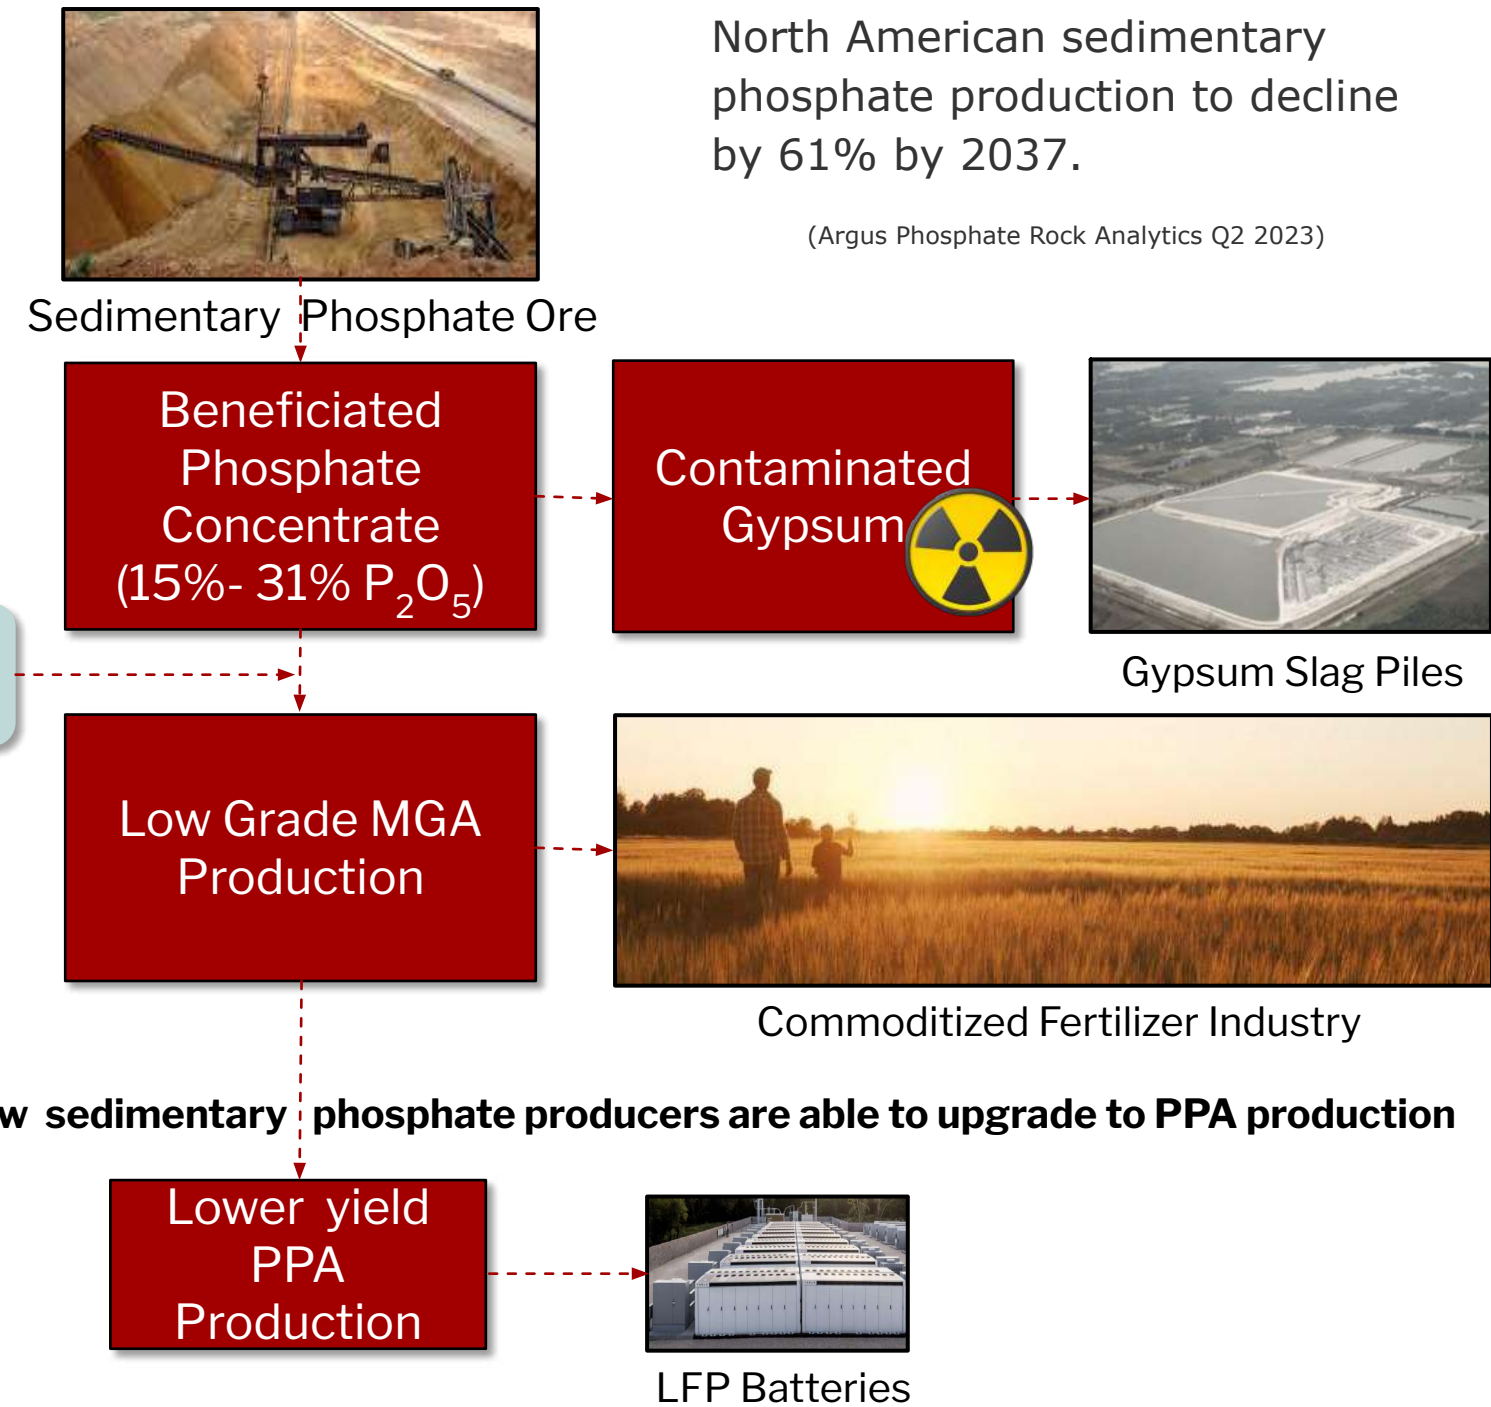 North American sedimentary
phosphate production to decline
by 61% by 2037.
(Argus Phosphate Rock Analytics Q2 2023)
Sedimentary Phosphate Ore
Beneficiated
Phosphate
Concentrate
(15%- 31% P₂O₅)
Contaminated
Gypsum
Gypsum Slag Piles
Low Grade MGA
Production
Commoditized Fertilizer Industry
w sedimentary phosphate producers are able to upgrade to PPA production
Lower yield
PPA
Production
LFP Batteries